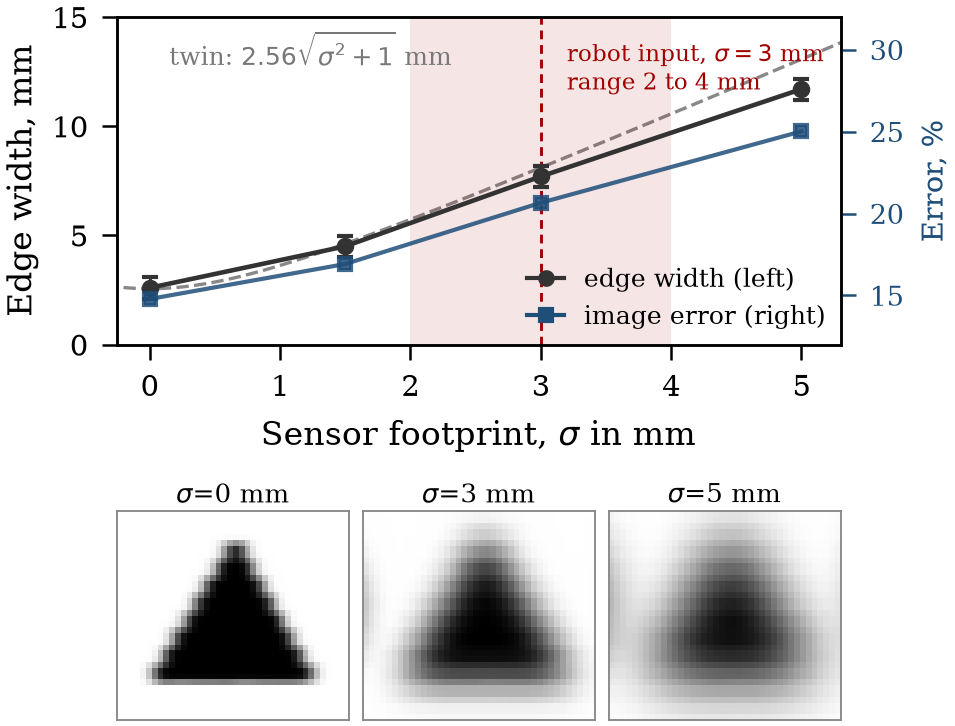 twin: 2.56√σ² + 1 mm
robot input, σ = 3 mm
range 2 to 4 mm
Edge width, mm
15
10
5
0
Error, %
30
25
20
15
edge width (left)
image error (right)
0 1 2 3 4 5
Sensor footprint, σ in mm
σ=0 mm
σ=3 mm
σ=5 mm